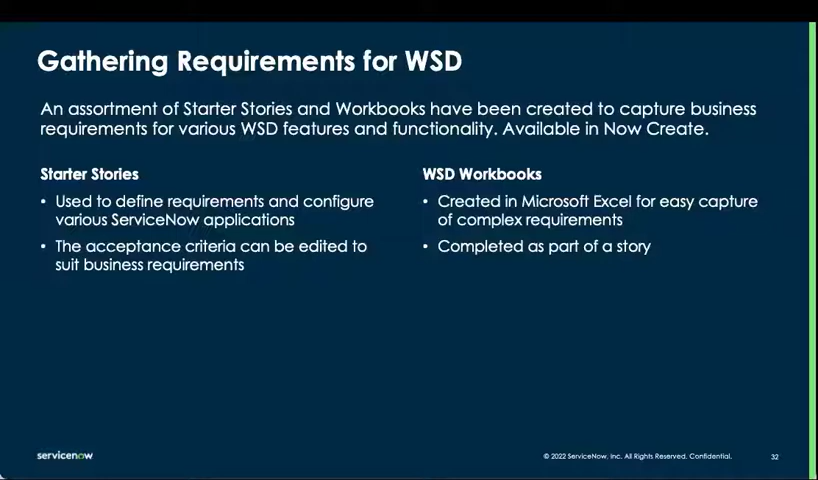 Gathering Requirements for WSD
An assortment of Starter Stories and Workbooks have been created to capture business
requirements for various WSD features and functionality. Available in Now Create.
Starter Stories
• Used to define requirements and configure
various ServiceNow applications
• The acceptance criteria can be edited to
suit business requirements
WSD Workbooks
• Created in Microsoft Excel for easy capture
of complex requirements
• Completed as part of a story
servicenow
© 2022 ServiceNow, Inc. All Rights Reserved. Confidential.
32